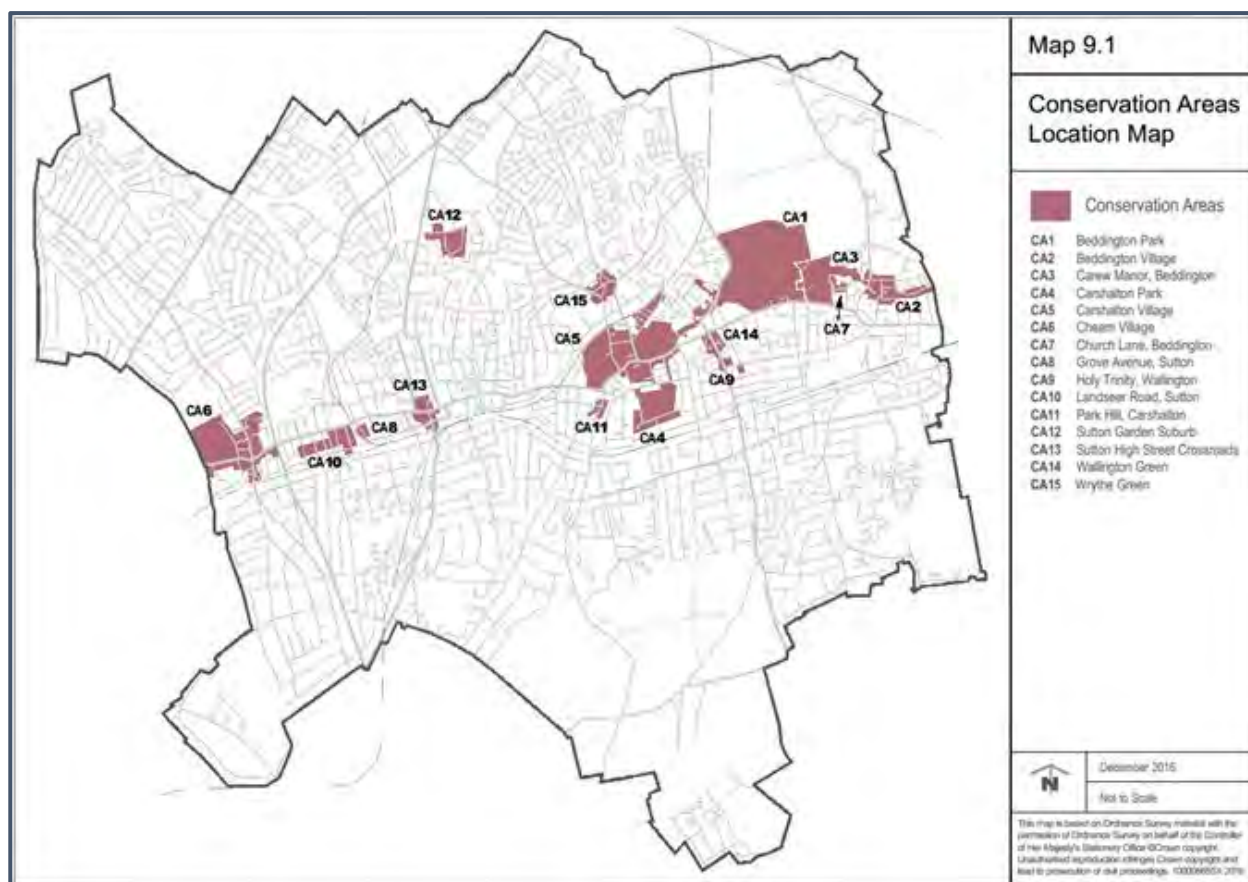 Map 9.1
Conservation Areas
Location Map
Conservation Areas
CA1 Beddington Park
CA2 Beddington Village
CA3 Carew Manor, Beddington
CA4 Carshalton Park
CA5 Carshalton Village
CA6 Cheam Village
CA7 Church Lane, Beddington
CA8 Grove Avenue, Sutton
CA9 Holy Trinity, Wallington
CA10 Landseer Road, Sutton
CA11 Park Hill, Carshalton
CA12 Sutton Garden Suburb
CA13 Sutton High Street Crossroads
CA14 Wallington Green
CA15 Wrythe Green
CA12
CA1
CA3
CA15
CA7
CA2
CA5
CA14
CA9
CA13
CA6
CA8
CA11
CA4
CA10
N
December 2016
Not to Scale
This map is based on Ordnance Survey material with the
permission of Ordnance Survey on behalf of the Controller
of Her Majesty's Stationery Office ©Crown copyright.
Unauthorised reproduction infringes Crown copyright and
lead to prosecution of civil proceedings.